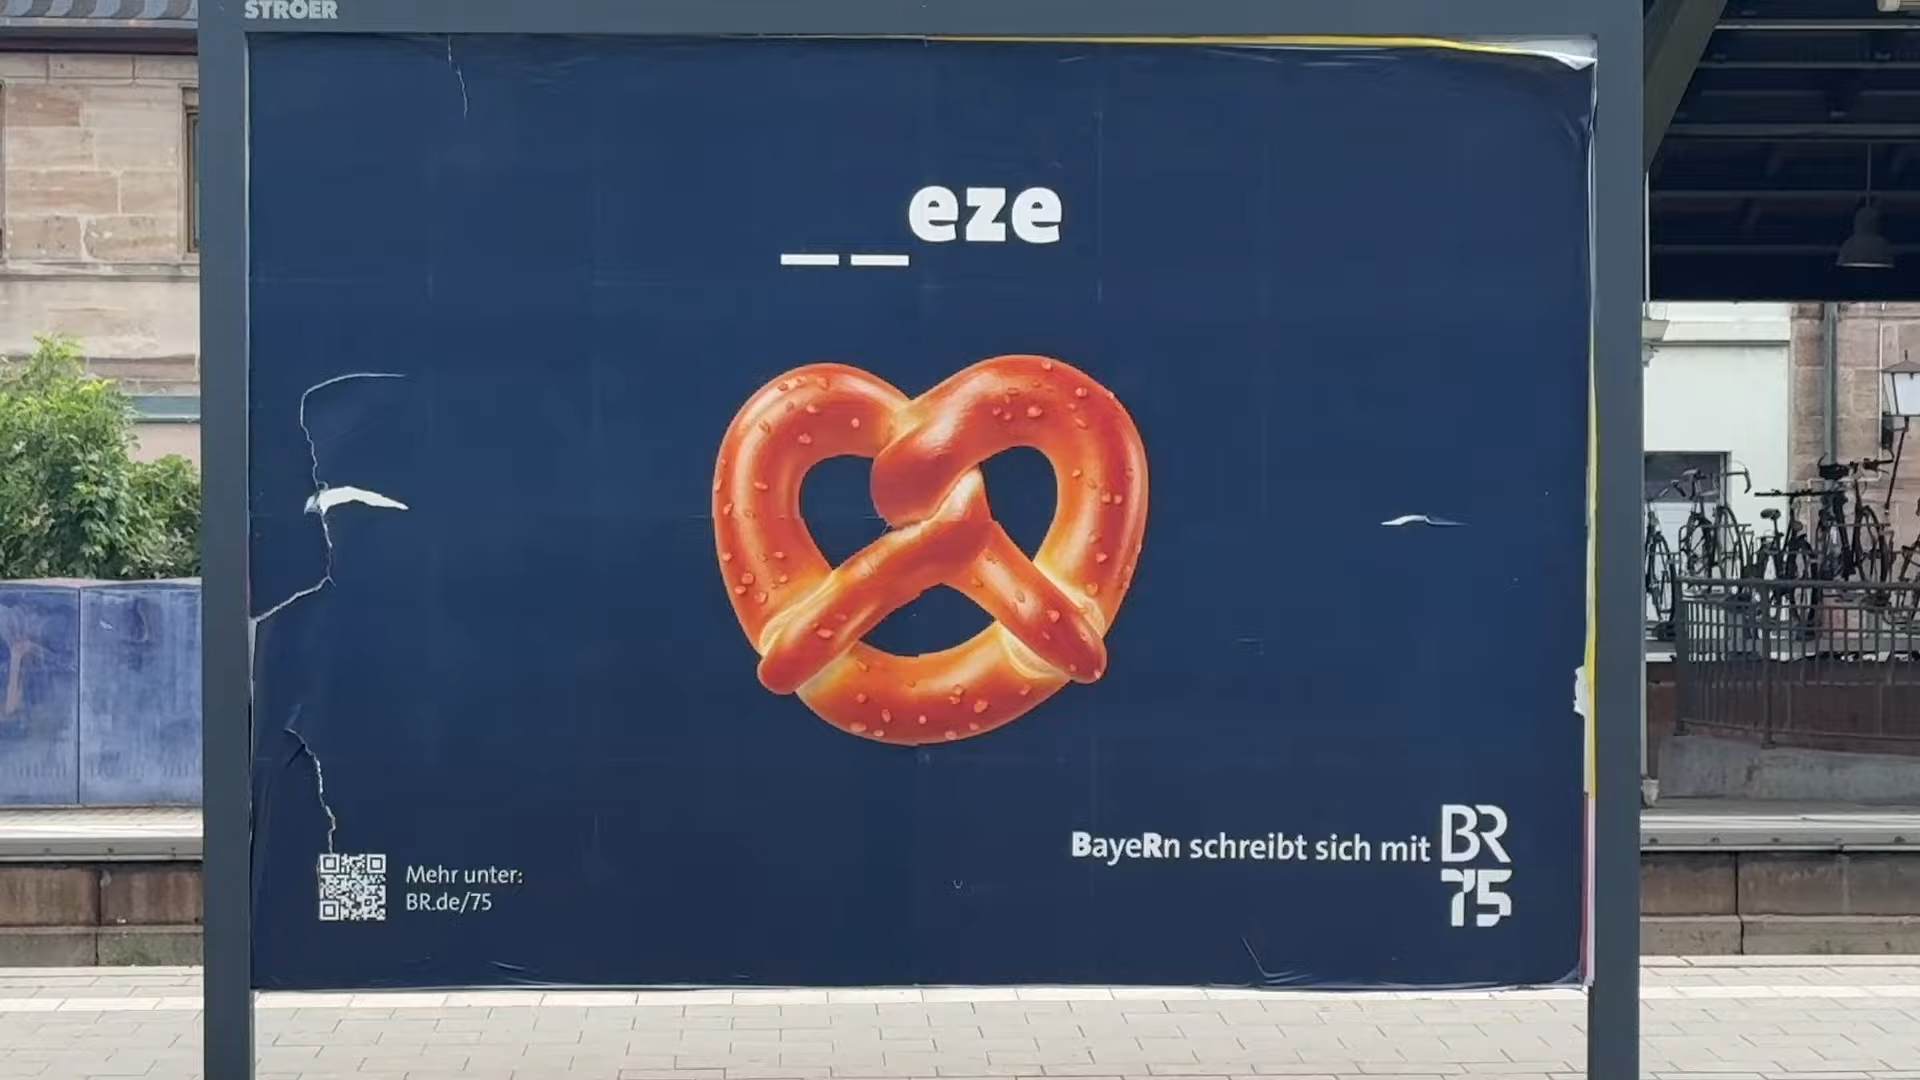 STRÖER
__eze
BayeRn schreibt sich mit BR
75
Mehr unter:
BR.de/75